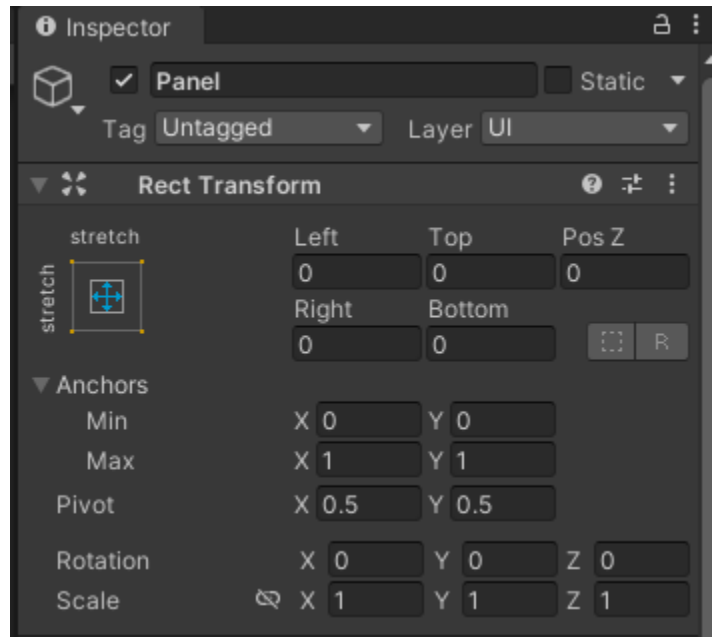 Inspector
Panel
Static
Tag Untagged Layer UI
Rect Transform
stretch Left Top Pos Z
stretch
0 0 0
Right Bottom
0 0 R
Anchors
Min X 0 Y 0
Max X 1 Y 1
Pivot X 0.5 Y 0.5
Rotation X 0 Y 0 Z 0
Scale X 1 Y 1 Z 1